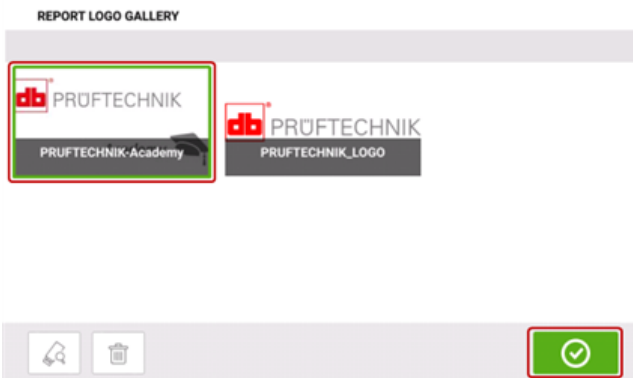 REPORT LOGO GALLERY
db PRÜFTECHNIK
PRUFTECHNIK-Academy
db PRÜFTECHNIK
PRUFTECHNIK_LOGO